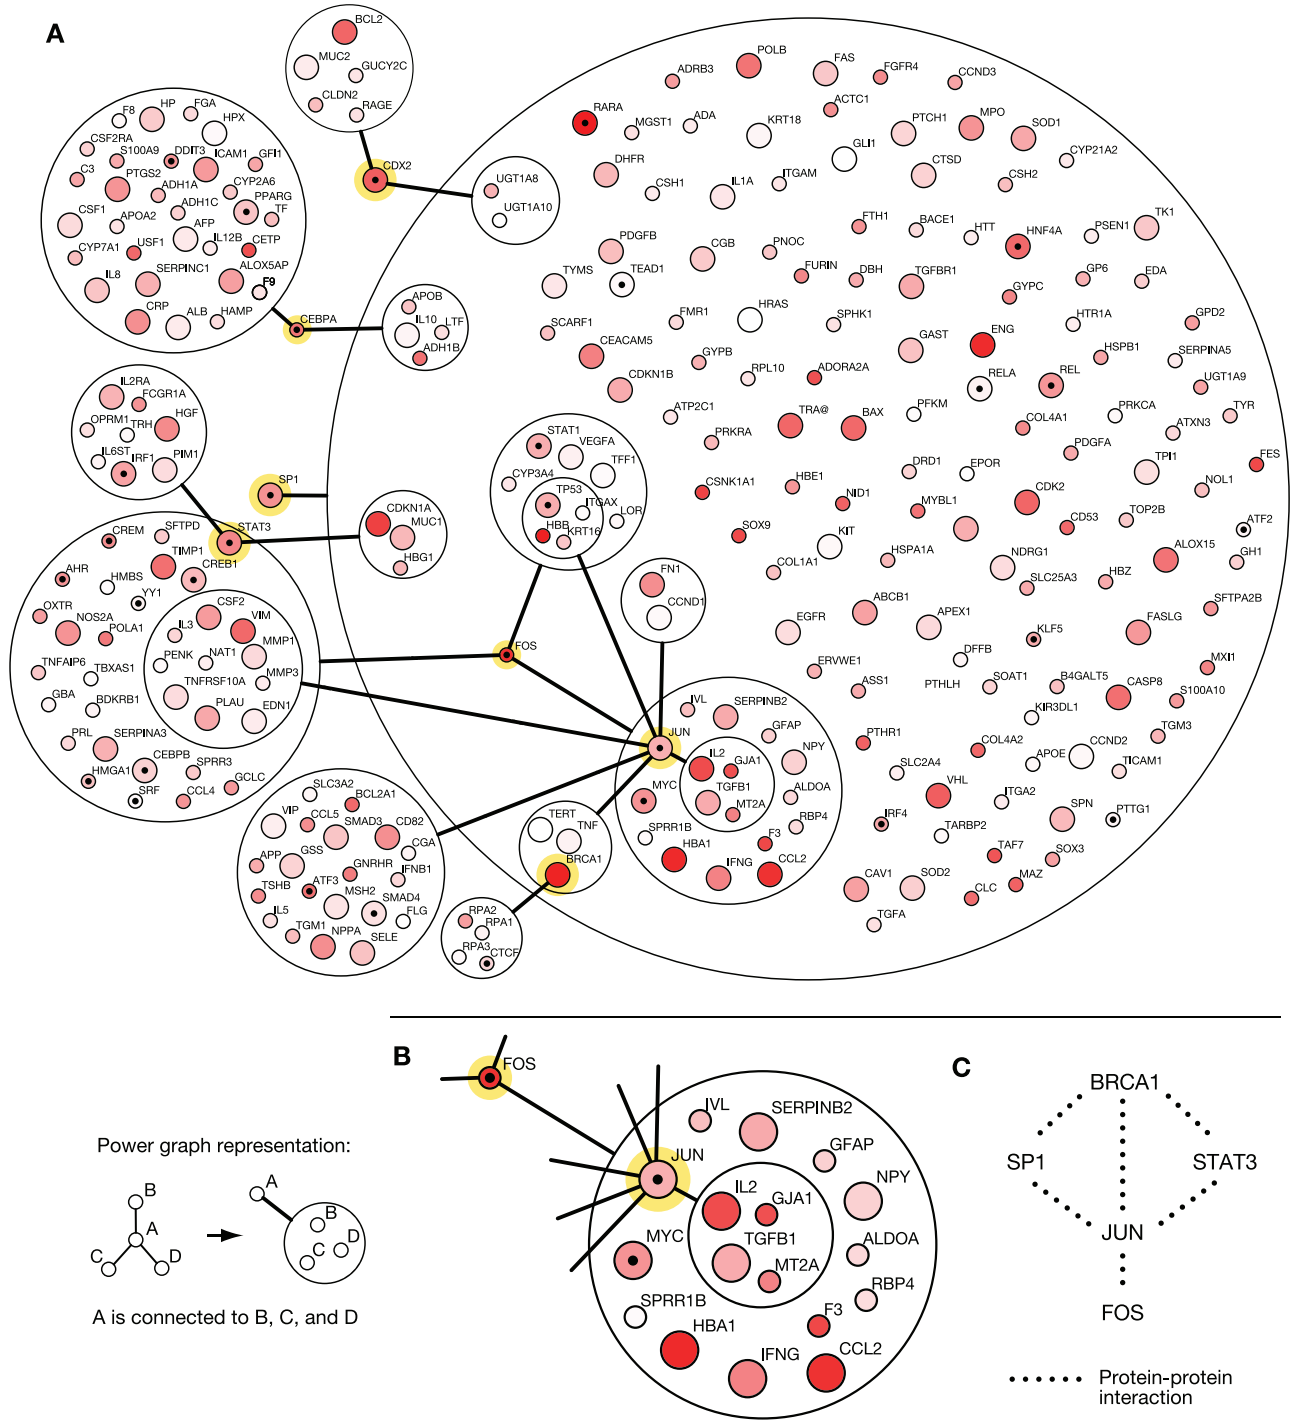 A
BCL2
MUC2
GUCY2C
CLDN2
RAGE
CDX2
UGT1A8
UGT1A10
F8
HP
FGA
HPX
CSF2RA
S100A9
DDIT3
ICAM1
GFI1
C3
PTGS2
ADH1A
CYP2A6
PPARG
ADH1C
TF
CSF1
APOA2
AFP
IL12B
CETP
CYP7A1
USF1
IL8
SERPINC1
ALOX5AP
F9
CRP
ALB
HAMP
CEBPA
APOB
IL10
LTF
ADH1B
IL2RA
FCGR1A
OPRM1
TRH
HGF
IL6ST
IRF1
PIM1
SP1
STAT3
CDKN1A
MUC1
HBG1
CREM
SFTPD
TIMP1
CREB1
AHR
HMBS
YY1
OXTR
NOS2A
POLA1
CSF2
VIM
IL3
MMP1
PENK
NAT1
MMP3
TNFAIP6
TBXAS1
TNFRSF10A
GBA
BDKRB1
PLAU
EDN1
PRL
SERPINA3
CEBPB
SPRR3
HMGA1
SRF
CCL4
GCLC
STAT1
VEGFA
TFF1
CYP3A4
TP53
ITGAX
LOR
HBB
KRT16
FOS
FN1
CCND1
JUN
IVL
SERPINB2
GFAP
IL2
GJA1
NPY
MYC
TGFB1
MT2A
ALDOA
SPRR1B
RBP4
HBA1
F3
IFNG
CCL2
SLC3A2
BCL2A1
VIP
CCL5
SMAD3
CD82
CGA
APP
GSS
GNRHR
IFNB1
TSHB
ATF3
MSH2
SMAD4
IL5
FLG
TGM1
NPPA
SELE
TERT
TNF
BRCA1
RPA2
RPA1
RPA3
CTCF
ADRB3
POLB
FAS
FGFR4
CCND3
RARA
MGST1
ADA
KRT18
ACTC1
PTCH1
MPO
SOD1
GLI1
CYP21A2
DHFR
CSH1
IL1A
ITGAM
CTSD
CSH2
FTH1
BACE1
HTT
HNF4A
PSEN1
TK1
PDGFB
CGB
PNOC
TYMS
TEAD1
FURIN
DBH
TGFBR1
GYPC
GP6
EDA
SCARF1
FMR1
HRAS
SPHK1
HTR1A
GPD2
CEACAM5
GYPB
GAST
ENG
HSPB1
SERPINA5
CDKN1B
RPL10
ADORA2A
RELA
REL
UGT1A9
ATP2C1
PRKRA
TRA@
BAX
PFKM
COL4A1
PRKCA
TYR
ATXN3
PDGFA
DRD1
EPOR
TPI1
FES
CSNK1A1
HBE1
NID1
MYBL1
CDK2
NOL1
CD53
TOP2B
ATF2
SOX9
KIT
COL1A1
HSPA1A
NDRG1
ALOX15
GH1
SLC25A3
HBZ
ABCB1
SFTPA2B
EGFR
APEX1
KLF5
FASLG
DFFB
ERVWE1
MXI1
ASS1
PTHLH
SOAT1
B4GALT5
CASP8
S100A10
KIR3DL1
PTHR1
COL4A2
CCND2
TGM3
APOE
TICAM1
SLC2A4
VHL
ITGA2
SPN
PTTG1
IRF4
TARBP2
TAF7
SOX3
MAZ
CAV1
SOD2
CLC
TGFA
B
FOS
IVL
SERPINB2
GFAP
JUN
IL2
GJA1
NPY
MYC
TGFB1
MT2A
ALDOA
SPRR1B
RBP4
HBA1
F3
IFNG
CCL2
C
BRCA1
SP1
STAT3
JUN
FOS
Protein-protein
interaction
Power graph representation:
B
A
C
D
A
B
C
D
A is connected to B, C, and D